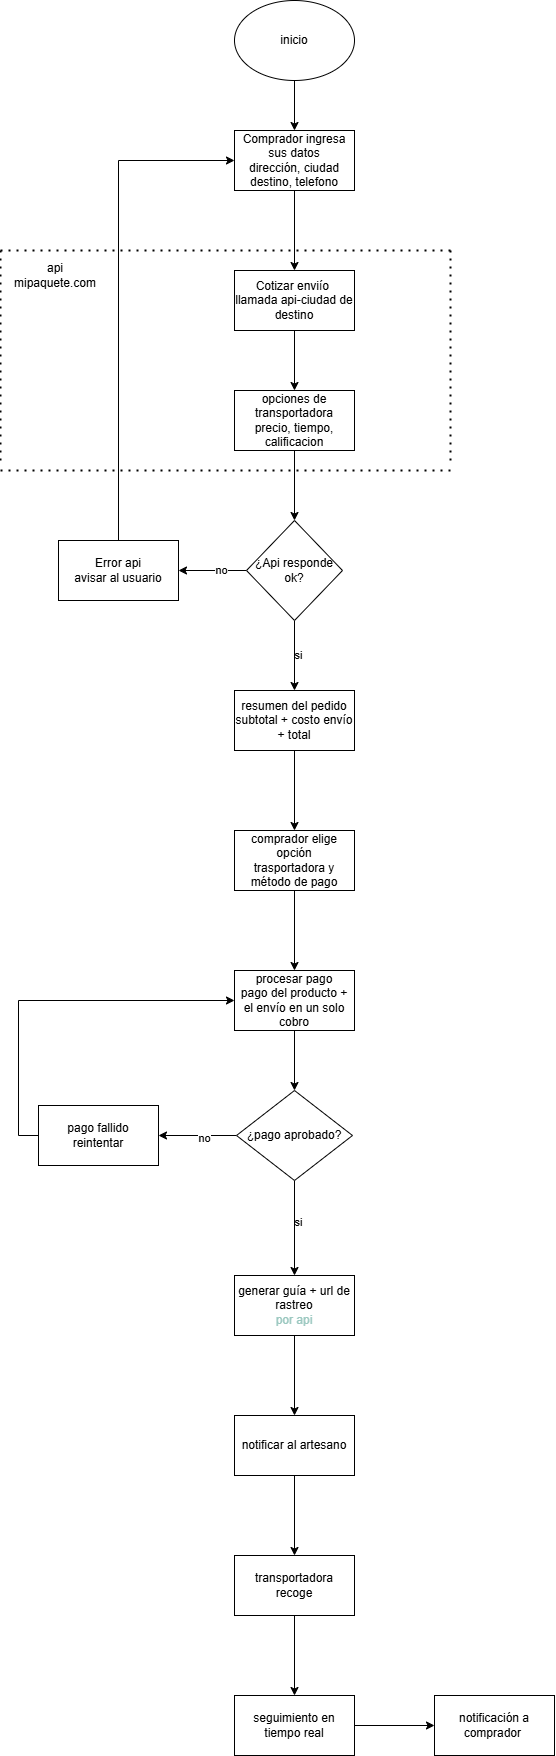 inicio
Comprador ingresa
sus datos
dirección, ciudad
destino, telefono
api
mipaquete.com
Cotizar enviío
llamada api-ciudad de
destino
opciones de
transportadora
precio, tiempo,
calificacion
¿Api responde
ok?
no
Error api
avisar al usuario
si
resumen del pedido
subtotal + costo envío
+ total
comprador elige
opción
trasportadora y
método de pago
procesar pago
pago del producto +
el envío en un solo
cobro
¿pago aprobado?
no
pago fallido
reintentar
si
generar guía + url de
rastreo
por api
notificar al artesano
transportadora
recoge
seguimiento en
tiempo real
notificación a
comprador